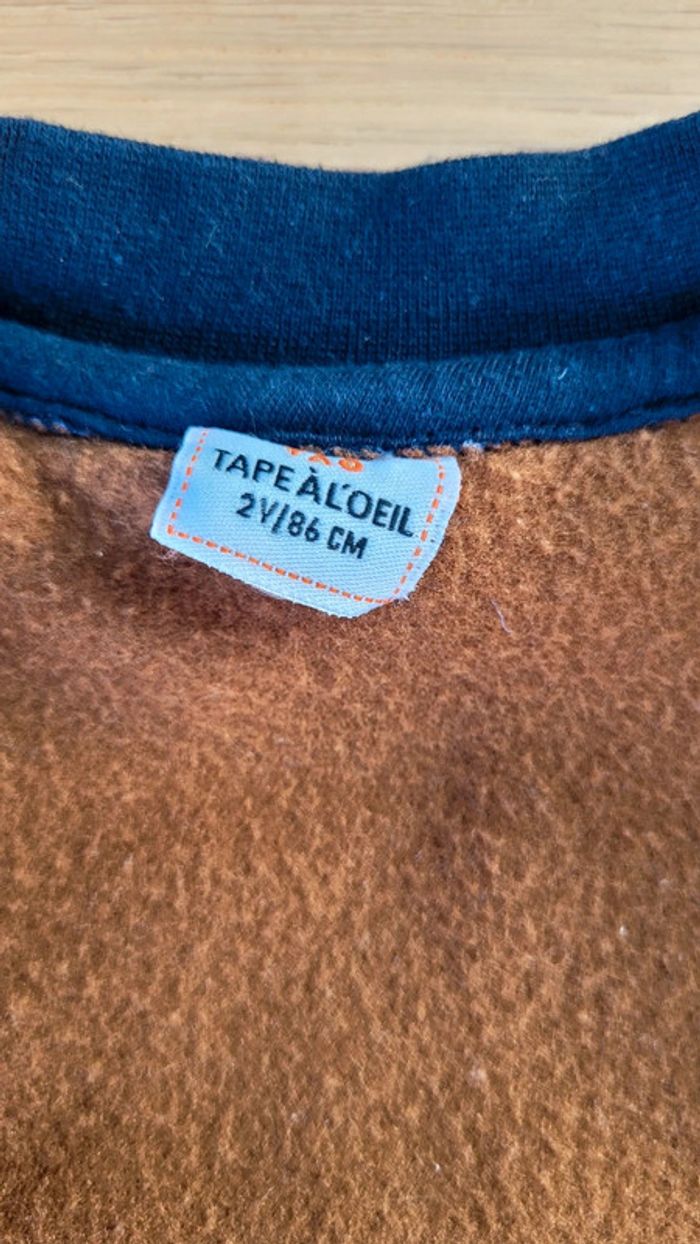 TAPE À L'OEIL
2Y/86 CM